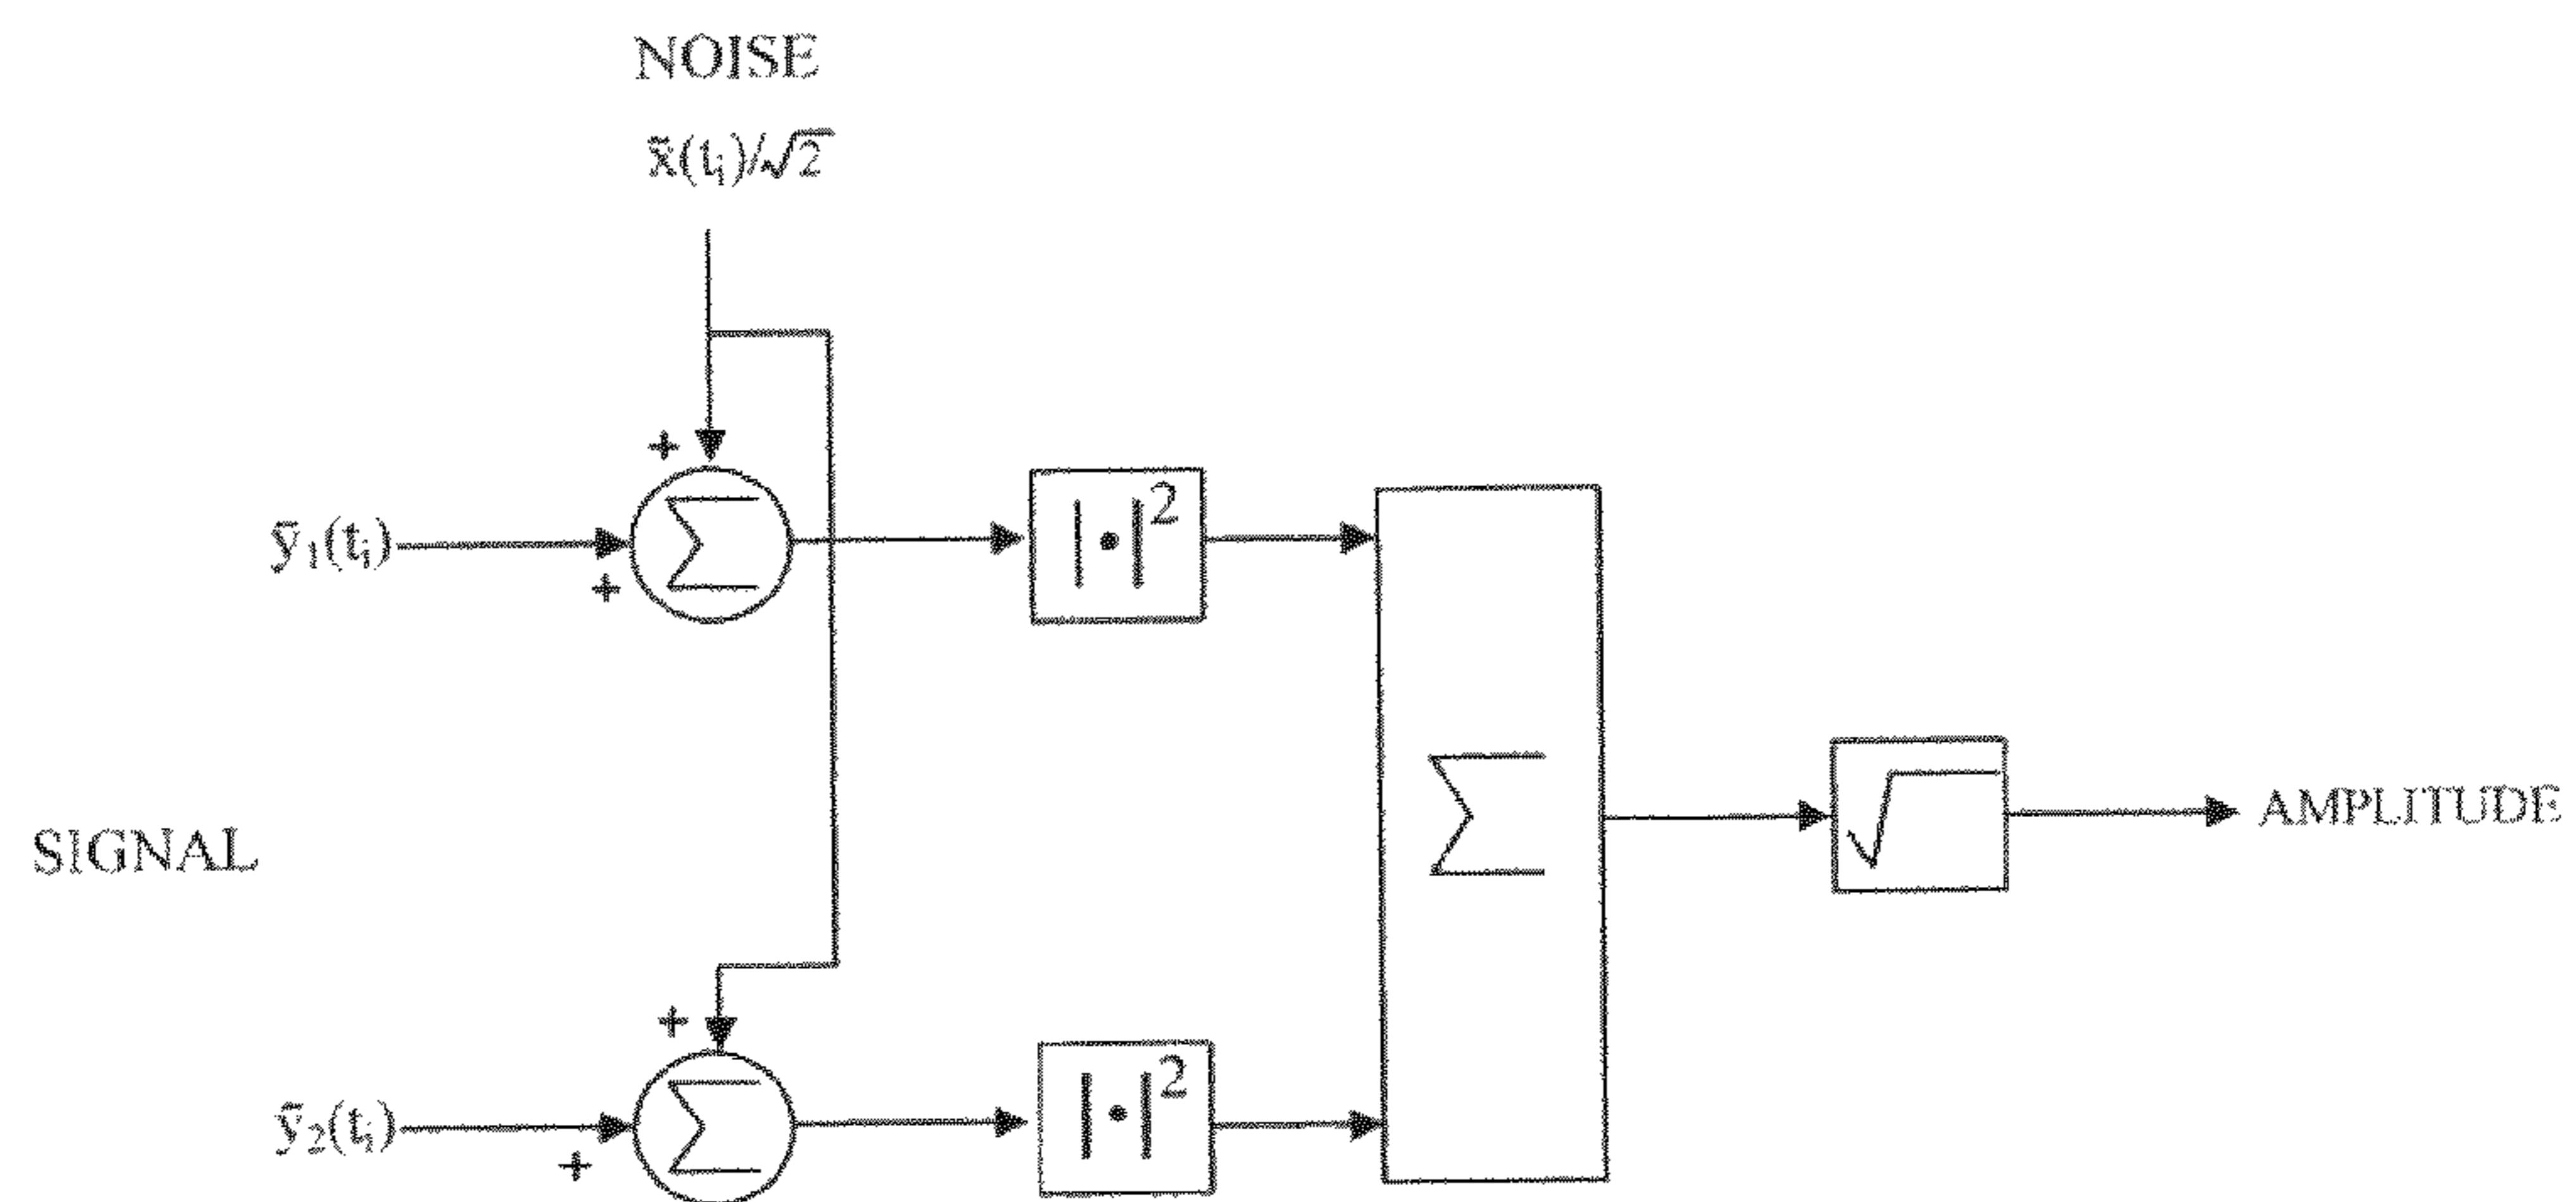 NOISE
x̃(tᵢ)/√2
+
ỹ₁(tᵢ)
+
Σ
|•|²
Σ
√
AMPLITUDE
SIGNAL
+
ỹ₂(tᵢ)
+
Σ
|•|²